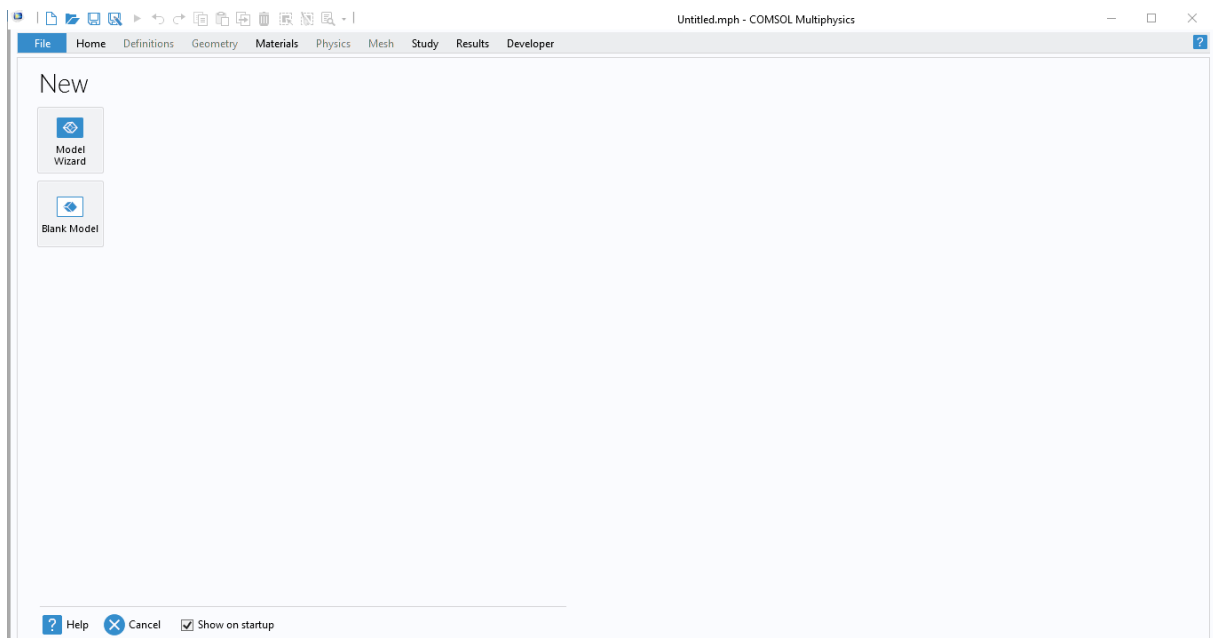 Untitled.mph - COMSOL Multiphysics
File Home Definitions Geometry Materials Physics Mesh Study Results Developer ?
New
Model
Wizard
Blank Model
? Help Cancel Show on startup